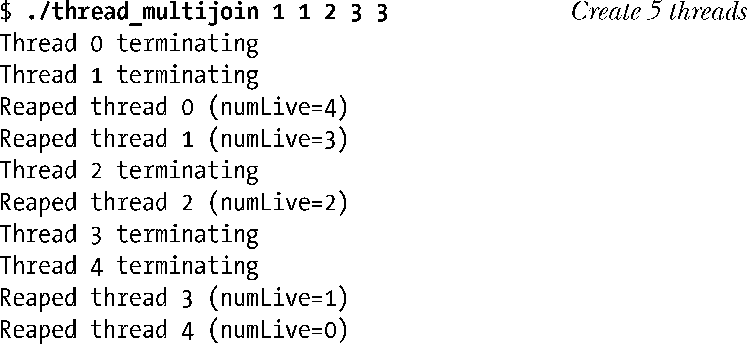 $ ./thread_multijoin 1 1 2 3 3 Create 5 threads
Thread 0 terminating
Thread 1 terminating
Reaped thread 0 (numLive=4)
Reaped thread 1 (numLive=3)
Thread 2 terminating
Reaped thread 2 (numLive=2)
Thread 3 terminating
Thread 4 terminating
Reaped thread 3 (numLive=1)
Reaped thread 4 (numLive=0)